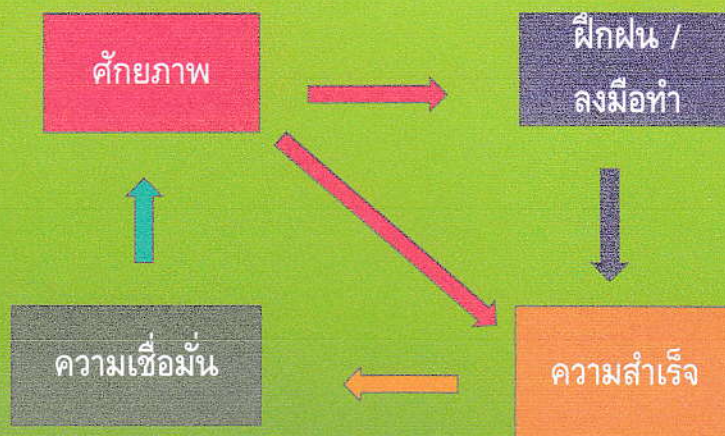 ศักยภาพ
ฝึกฝน /
ลงมือทำ
ความเชื่อมั่น
ความสำเร็จ